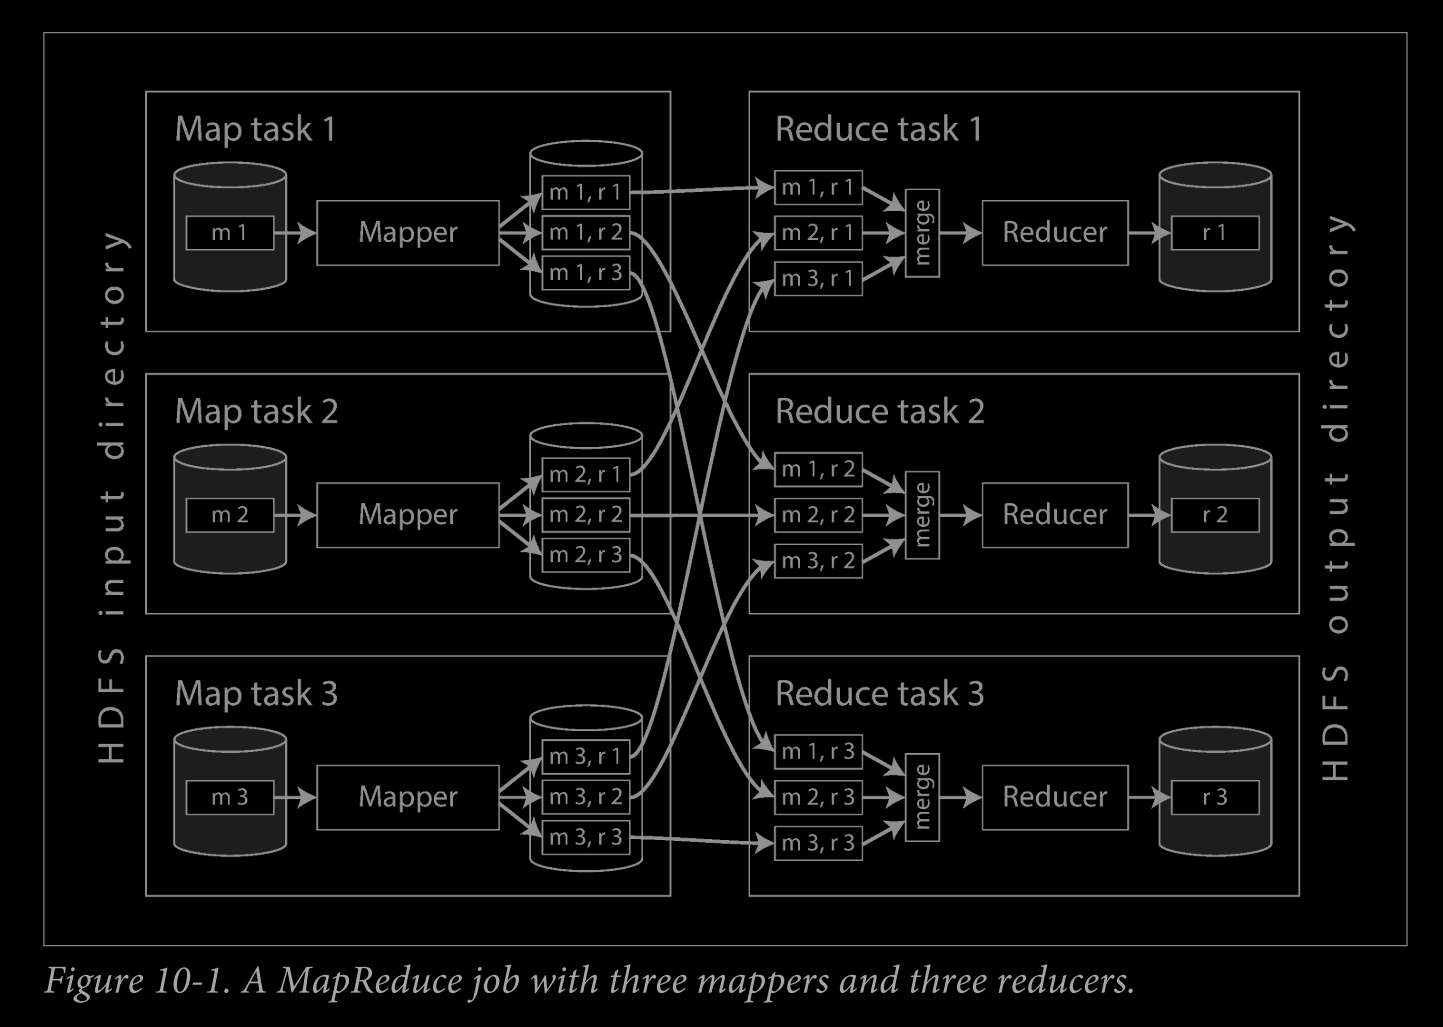 HDFS input directory
Map task 1
m 1
Mapper
m 1, r 1
m 1, r 2
m 1, r 3
Map task 2
m 2
Mapper
m 2, r 1
m 2, r 2
m 2, r 3
Map task 3
m 3
Mapper
m 3, r 1
m 3, r 2
m 3, r 3
Reduce task 1
m 1, r 1
m 2, r 1
m 3, r 1
merge
Reducer
r 1
Reduce task 2
m 1, r 2
m 2, r 2
m 3, r 2
merge
Reducer
r 2
Reduce task 3
m 1, r 3
m 2, r 3
m 3, r 3
merge
Reducer
r 3
HDFS output directory
Figure 10-1. A MapReduce job with three mappers and three reducers.